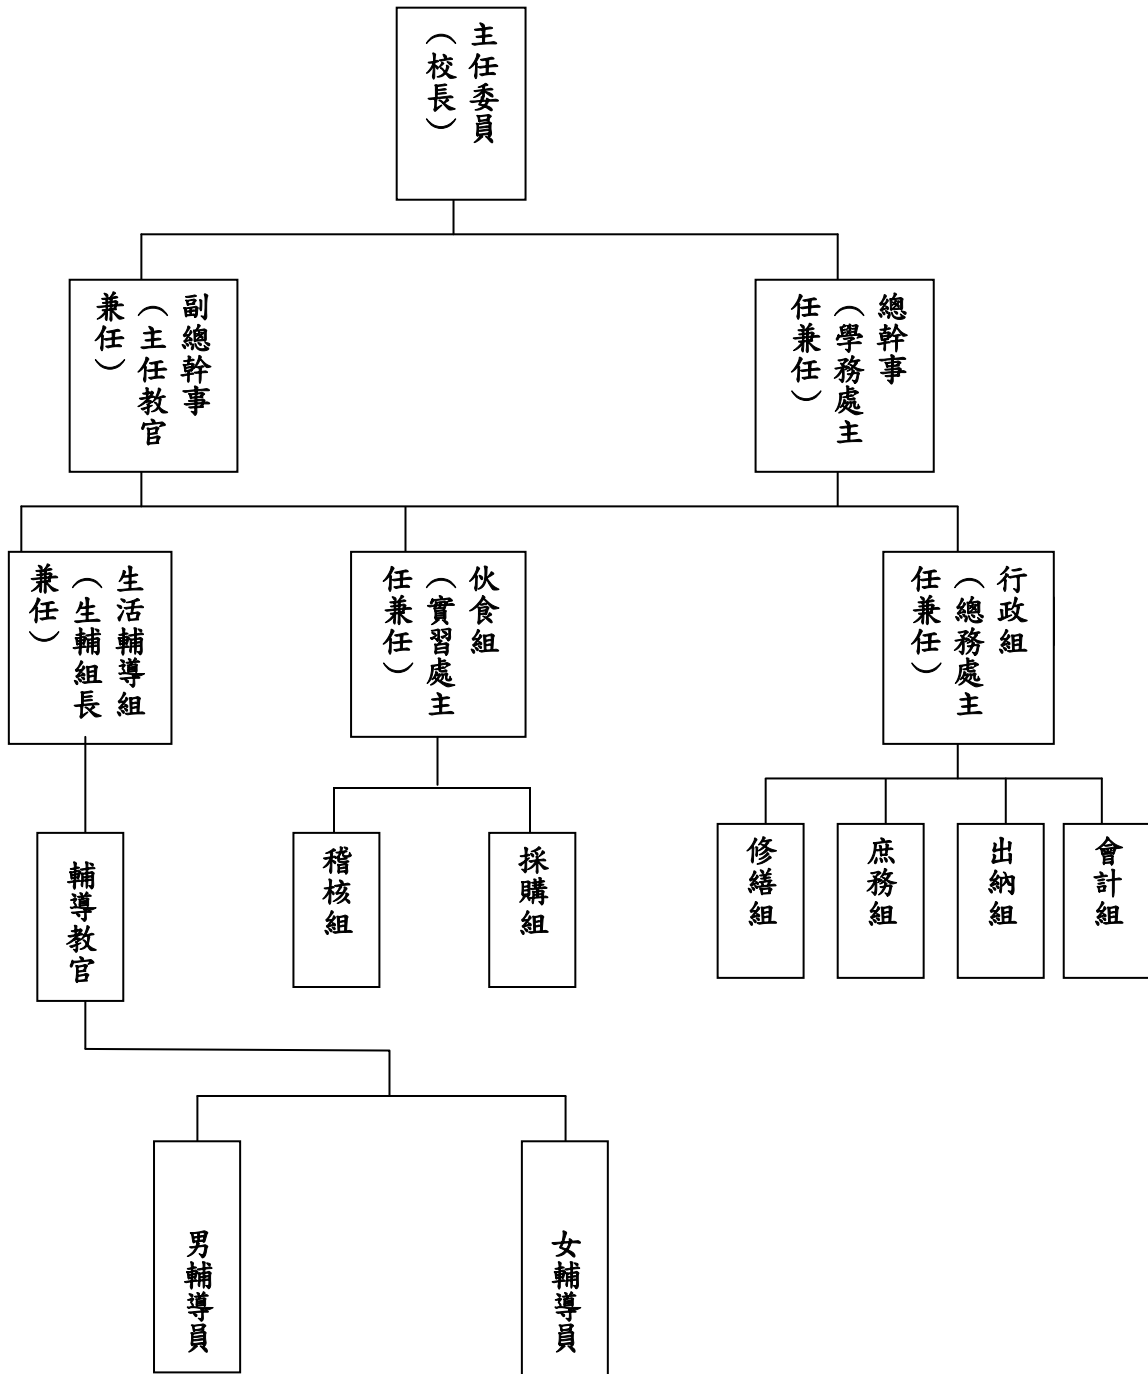 主任委員
（校長）
總幹事
（學務處主
任兼任）
副總幹事
（主任教官
兼任）
行政組
（總務處主
任兼任）
伙食組
（實習處主
任兼任）
生活輔導組
（生輔組長
兼任）
會計組
出納組
庶務組
修繕組
採購組
稽核組
輔導教官
女輔導員
男輔導員